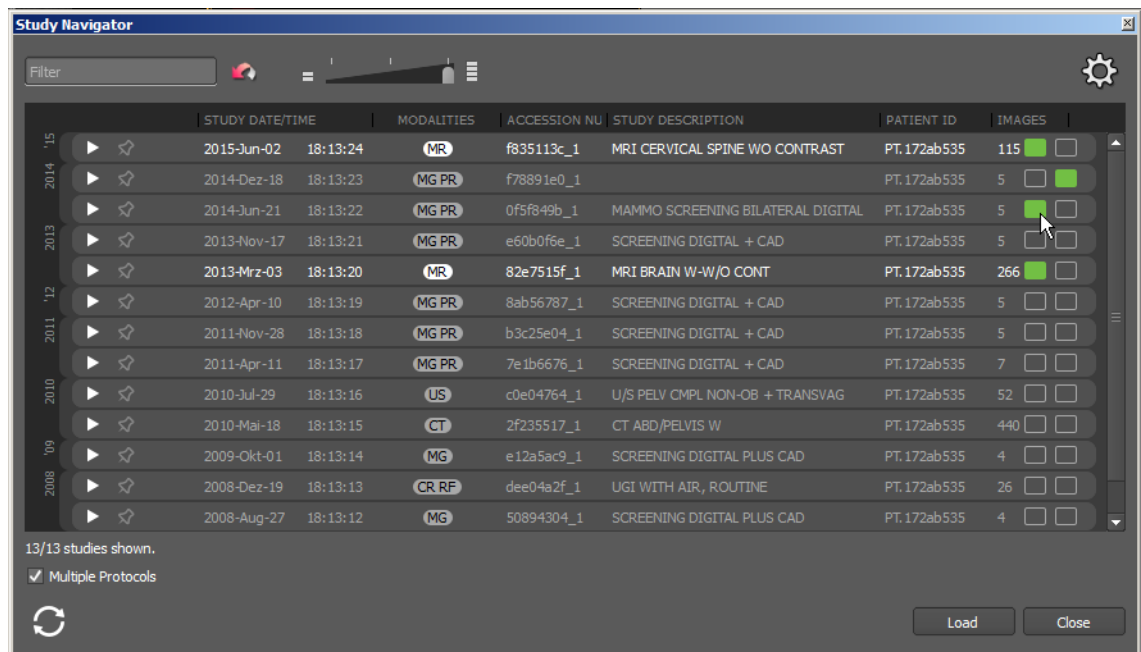 Study Navigator
Filter
STUDY DATE/TIME MODALITIES ACCESSION NU STUDY DESCRIPTION PATIENT ID IMAGES
'15 2015-Jun-02 18:13:24 MR f835113c_1 MRI CERVICAL SPINE WO CONTRAST PT.172ab535 115
2014 2014-Dez-18 18:13:23 MG PR f78891e0_1 PT.172ab535 5
2014-Jun-21 18:13:22 MG PR 0f5f849b_1 MAMMO SCREENING BILATERAL DIGITAL PT.172ab535 5
2013 2013-Nov-17 18:13:21 MG PR e60b0f6e_1 SCREENING DIGITAL + CAD PT.172ab535 5
2013-Mrz-03 18:13:20 MR 82e7515f_1 MRI BRAIN W-W/O CONT PT.172ab535 266
'12 2012-Apr-10 18:13:19 MG PR 8ab56787_1 SCREENING DIGITAL + CAD PT.172ab535 5
2011 2011-Nov-28 18:13:18 MG PR b3c25e04_1 SCREENING DIGITAL + CAD PT.172ab535 5
2011-Apr-11 18:13:17 MG PR 7e1b6676_1 SCREENING DIGITAL + CAD PT.172ab535 7
2010 2010-Jul-29 18:13:16 US c0e04764_1 U/S PELV CMPL NON-OB + TRANSVAG PT.172ab535 52
2010-Mai-18 18:13:15 CT 2f235517_1 CT ABD/PELVIS W PT.172ab535 440
'09 2009-Okt-01 18:13:14 MG e12a5ac9_1 SCREENING DIGITAL PLUS CAD PT.172ab535 4
2008 2008-Dez-19 18:13:13 CR RF dee04a2f_1 UGI WITH AIR, ROUTINE PT.172ab535 26
2008-Aug-27 18:13:12 MG 50894304_1 SCREENING DIGITAL PLUS CAD PT.172ab535 4
13/13 studies shown.
Multiple Protocols
Load Close